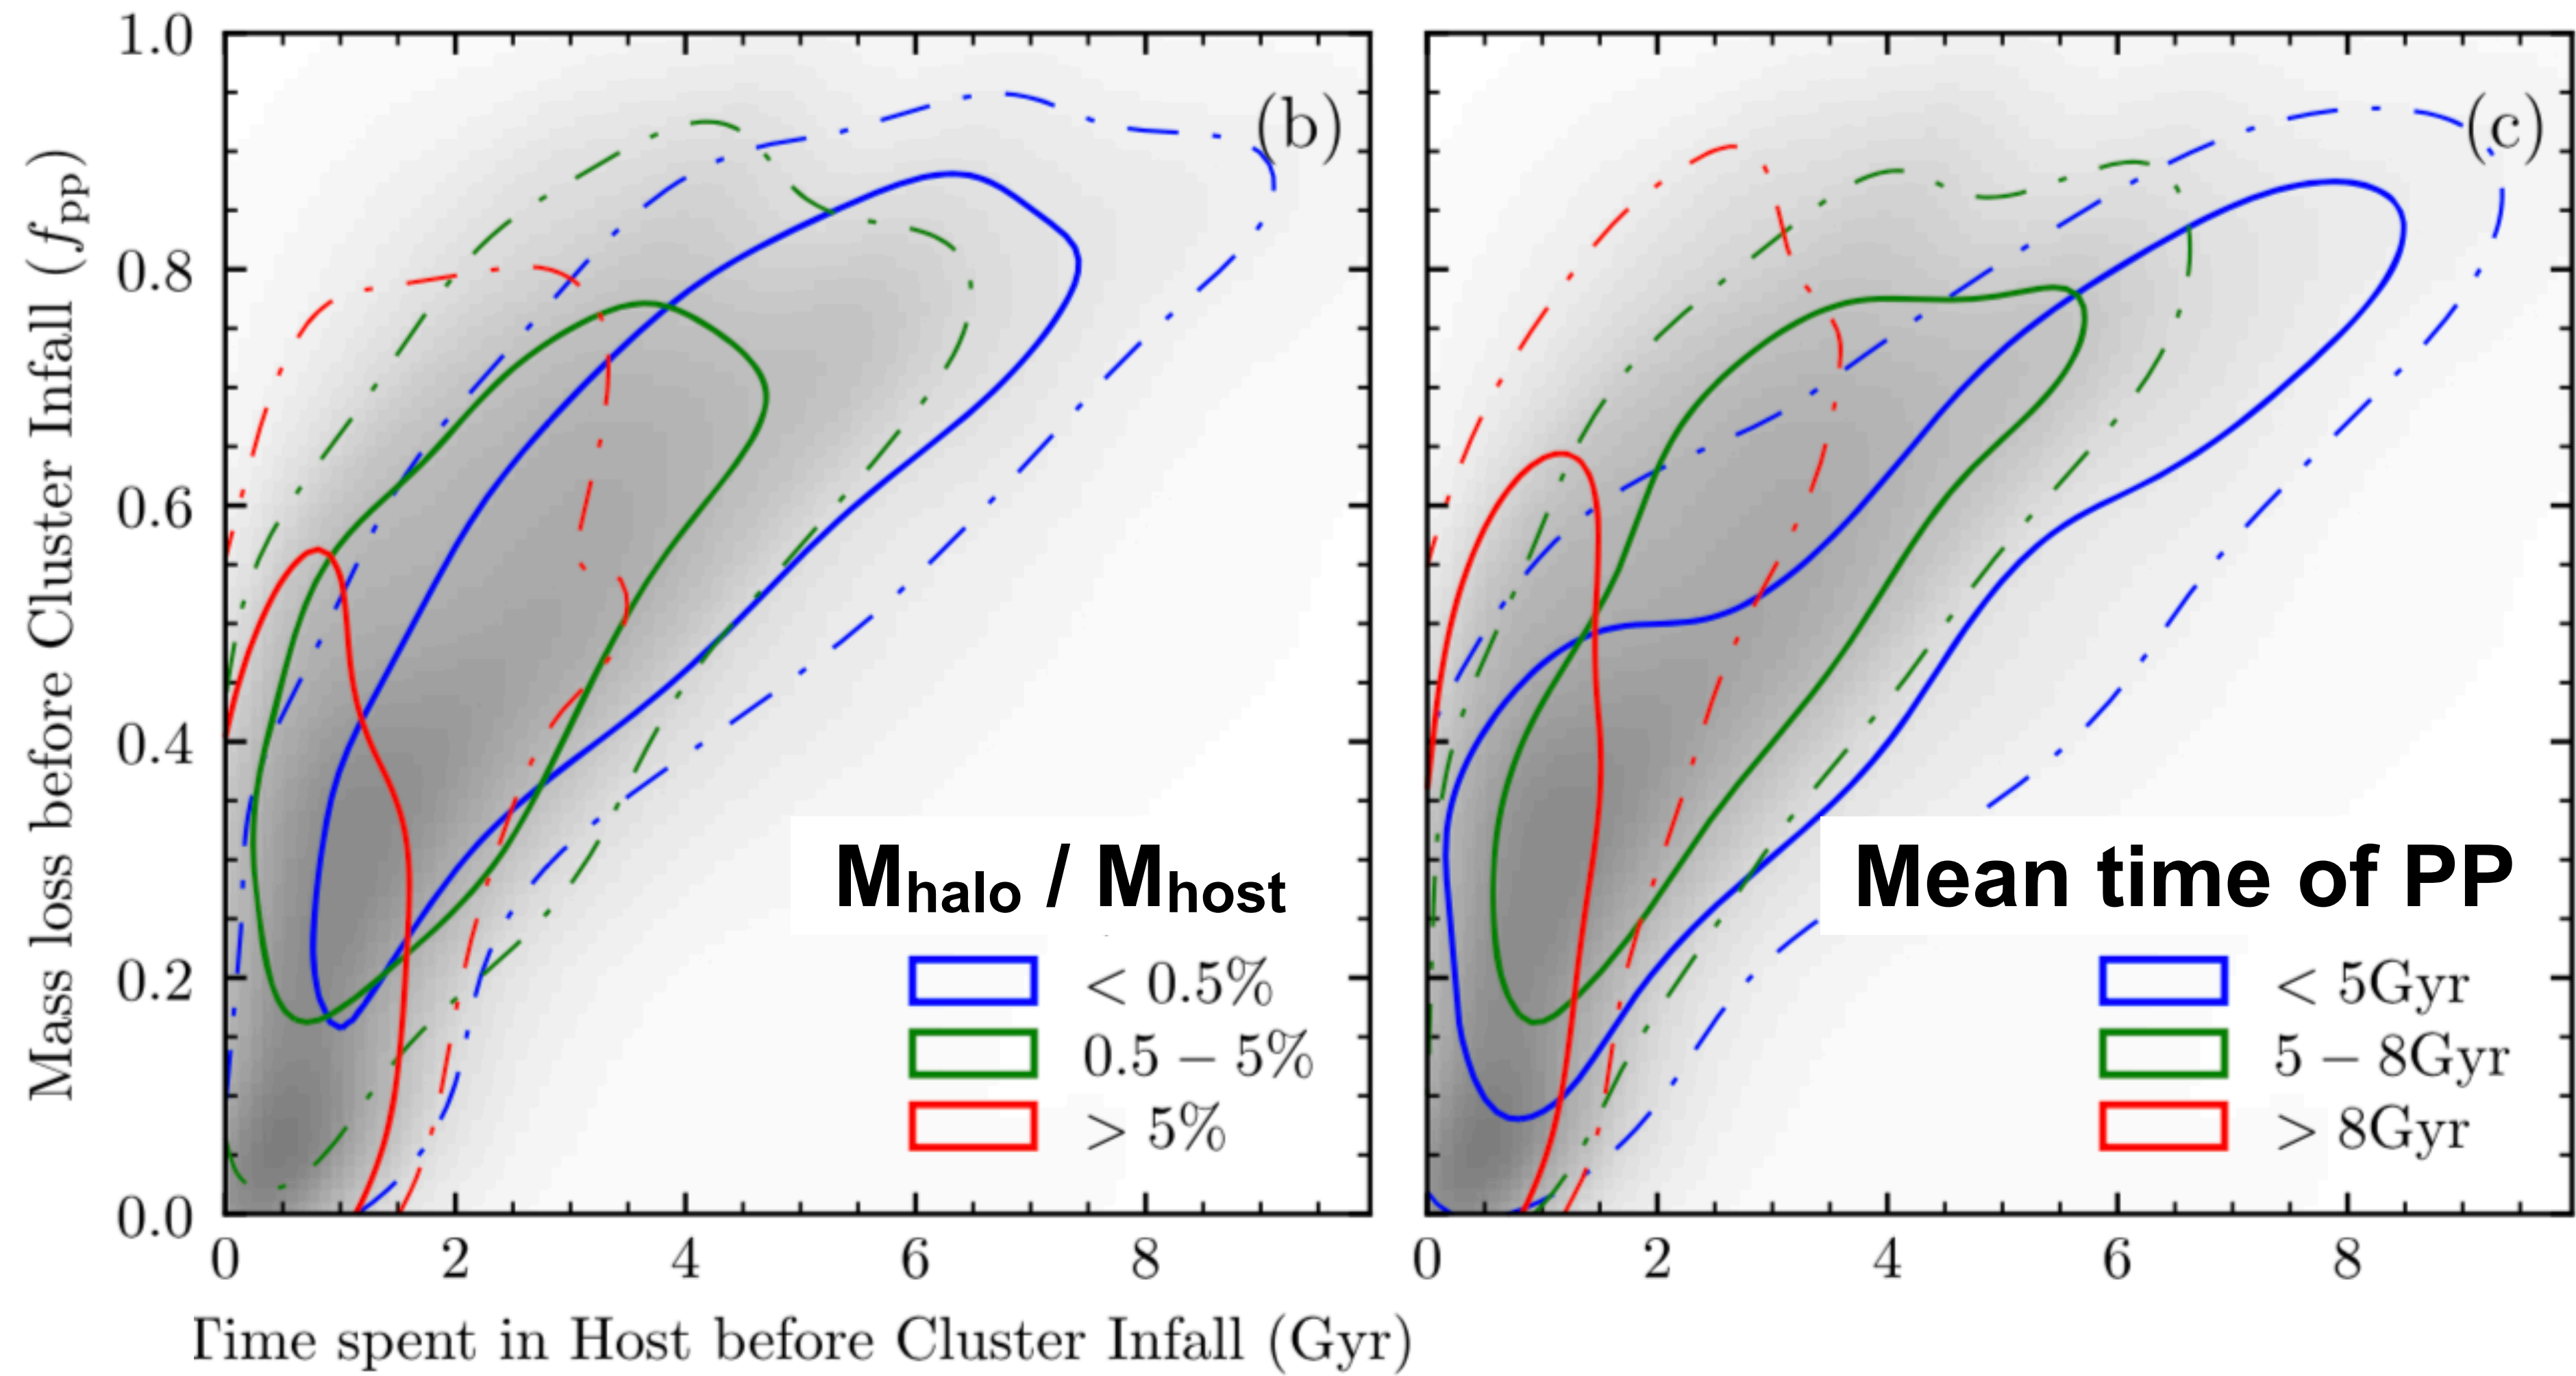 Mass loss before Cluster Infall (fpp)
1.0
0.8
0.6
0.4
0.2
0.0
(b)
Mhalo / Mhost
< 0.5%
0.5 − 5%
> 5%
0 2 4 6 8
(c)
Mean time of PP
< 5Gyr
5 − 8Gyr
> 8Gyr
0 2 4 6 8
Time spent in Host before Cluster Infall (Gyr)